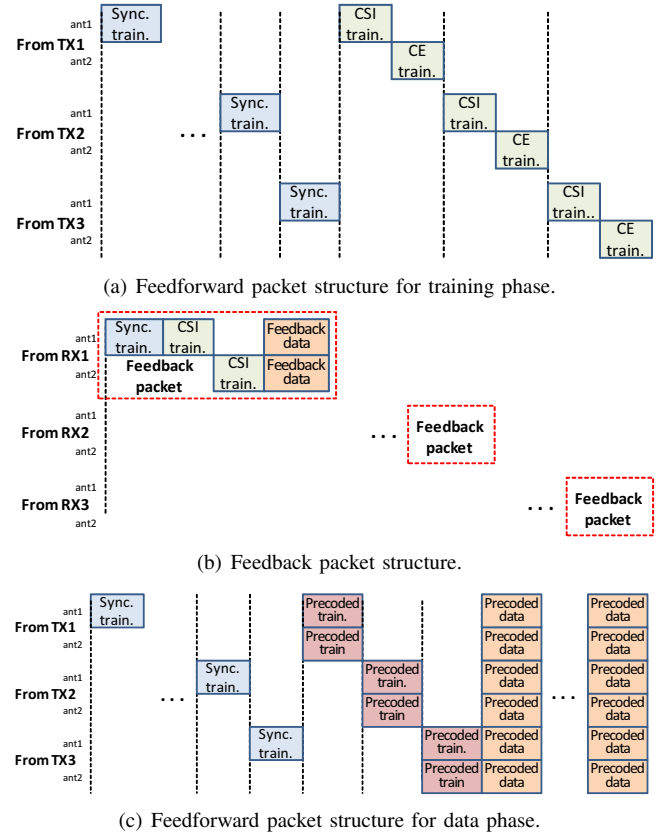 ant1 Sync. CSI
From TX1 train. train. CE
ant2 train.
ant1 Sync. CSI
From TX2 . . . train. train. CE
ant2 train.
ant1 Sync. CSI
From TX3 train. train.. CE
ant2 train.
(a) Feedforward packet structure for training phase.
ant1 Sync. CSI Feedback
From RX1 train. train. data
ant2 Feedback packet CSI train. Feedback data
ant1
From RX2 . . . Feedback packet
ant2
ant1
From RX3 . . . Feedback packet
ant2
(b) Feedback packet structure.
ant1 Sync. train. Precoded train. Precoded data Precoded data
From TX1
ant2 Precoded train Precoded data Precoded data
ant1 Sync. train. Precoded train. Precoded data Precoded data
From TX2 . . . . . .
ant2 Precoded train Precoded data Precoded data
ant1 Sync. train. Precoded train. Precoded data Precoded data
From TX3
ant2 Precoded train Precoded data Precoded data
(c) Feedforward packet structure for data phase.